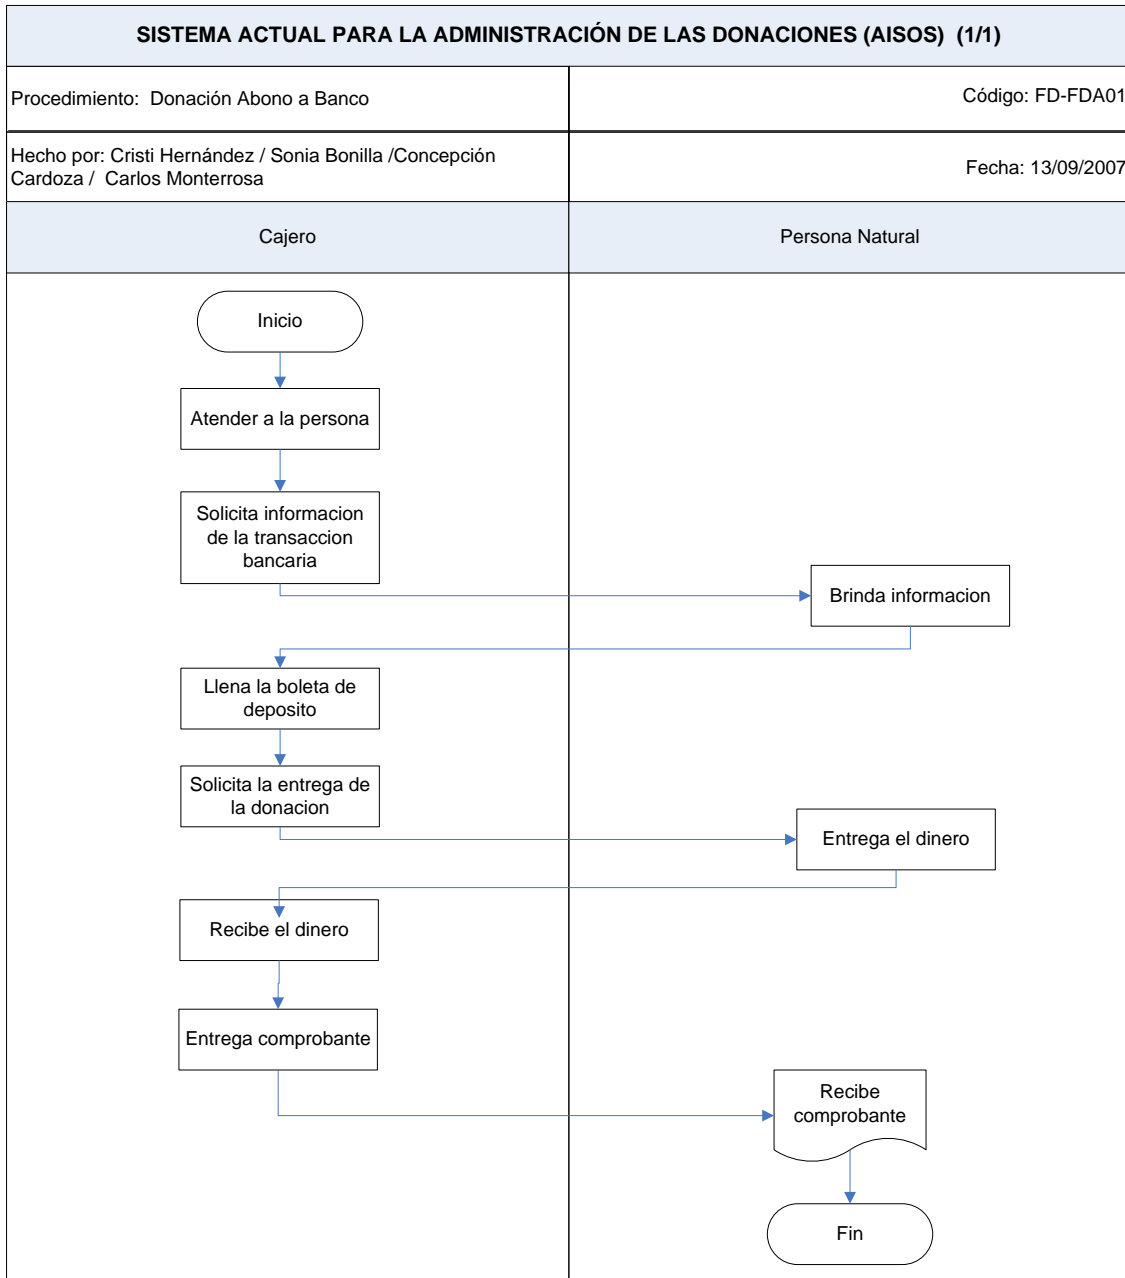 SISTEMA ACTUAL PARA LA ADMINISTRACIÓN DE LAS DONACIONES (AISOS)  (1/1)
Procedimiento:  Donación Abono a Banco
Código: FD-FDA01
Hecho por: Cristi Hernández / Sonia Bonilla /Concepción
Cardoza /  Carlos Monterrosa
Fecha: 13/09/2007
Cajero
Persona Natural
Inicio
Atender a la persona
Solicita informacion
de la transaccion
bancaria
Brinda informacion
Llena la boleta de
deposito
Solicita la entrega de
la donacion
Entrega el dinero
Recibe el dinero
Entrega comprobante
Recibe
comprobante
Fin